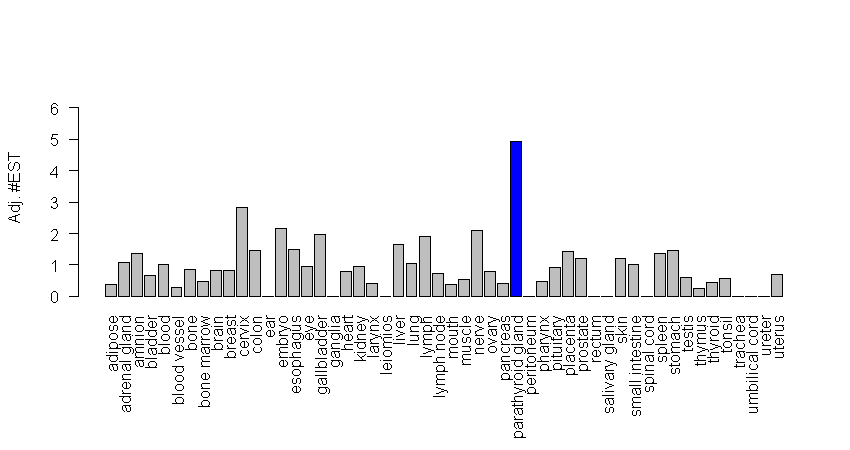 Adj. #EST
6
5
4
3
2
1
0
adipose
adrenal gland
amnion
bladder
blood
blood vessel
bone
bone marrow
brain
breast
cervix
colon
ear
embryo
esophagus
eye
gallbladder
ganglia
heart
kidney
larynx
leiomios
liver
lung
lymph
lymph node
mouth
muscle
nerve
ovary
pancreas
parathyroid gland
peritoneum
pharynx
pituitary
placenta
prostate
rectum
salivary gland
skin
small intestine
spinal cord
spleen
stomach
testis
thymus
thyroid
tonsil
trachea
umbilical cord
ureter
uterus